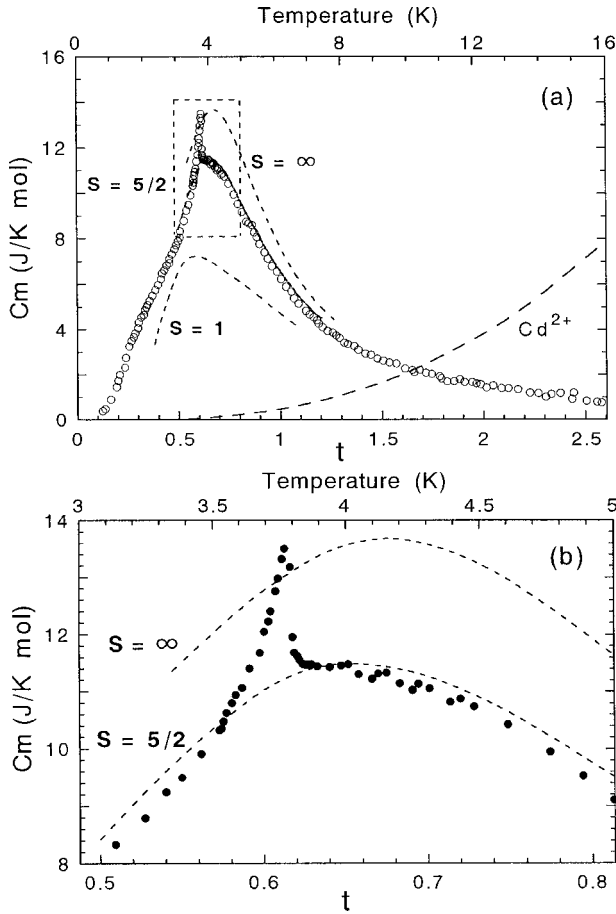 Temperature (K)
0 4 8 12 16
16
(a)
12
S = ∞
S = 5/2
8
Cm (J/K mol)
S = 1
4
Cd2+
0
0 0.5 1 1.5 2 2.5
t
Temperature (K)
3 3.5 4 4.5 5
14
(b)
12
S = ∞
Cm (J/K mol)
10
S = 5/2
8
0.5 0.6 0.7 0.8
t